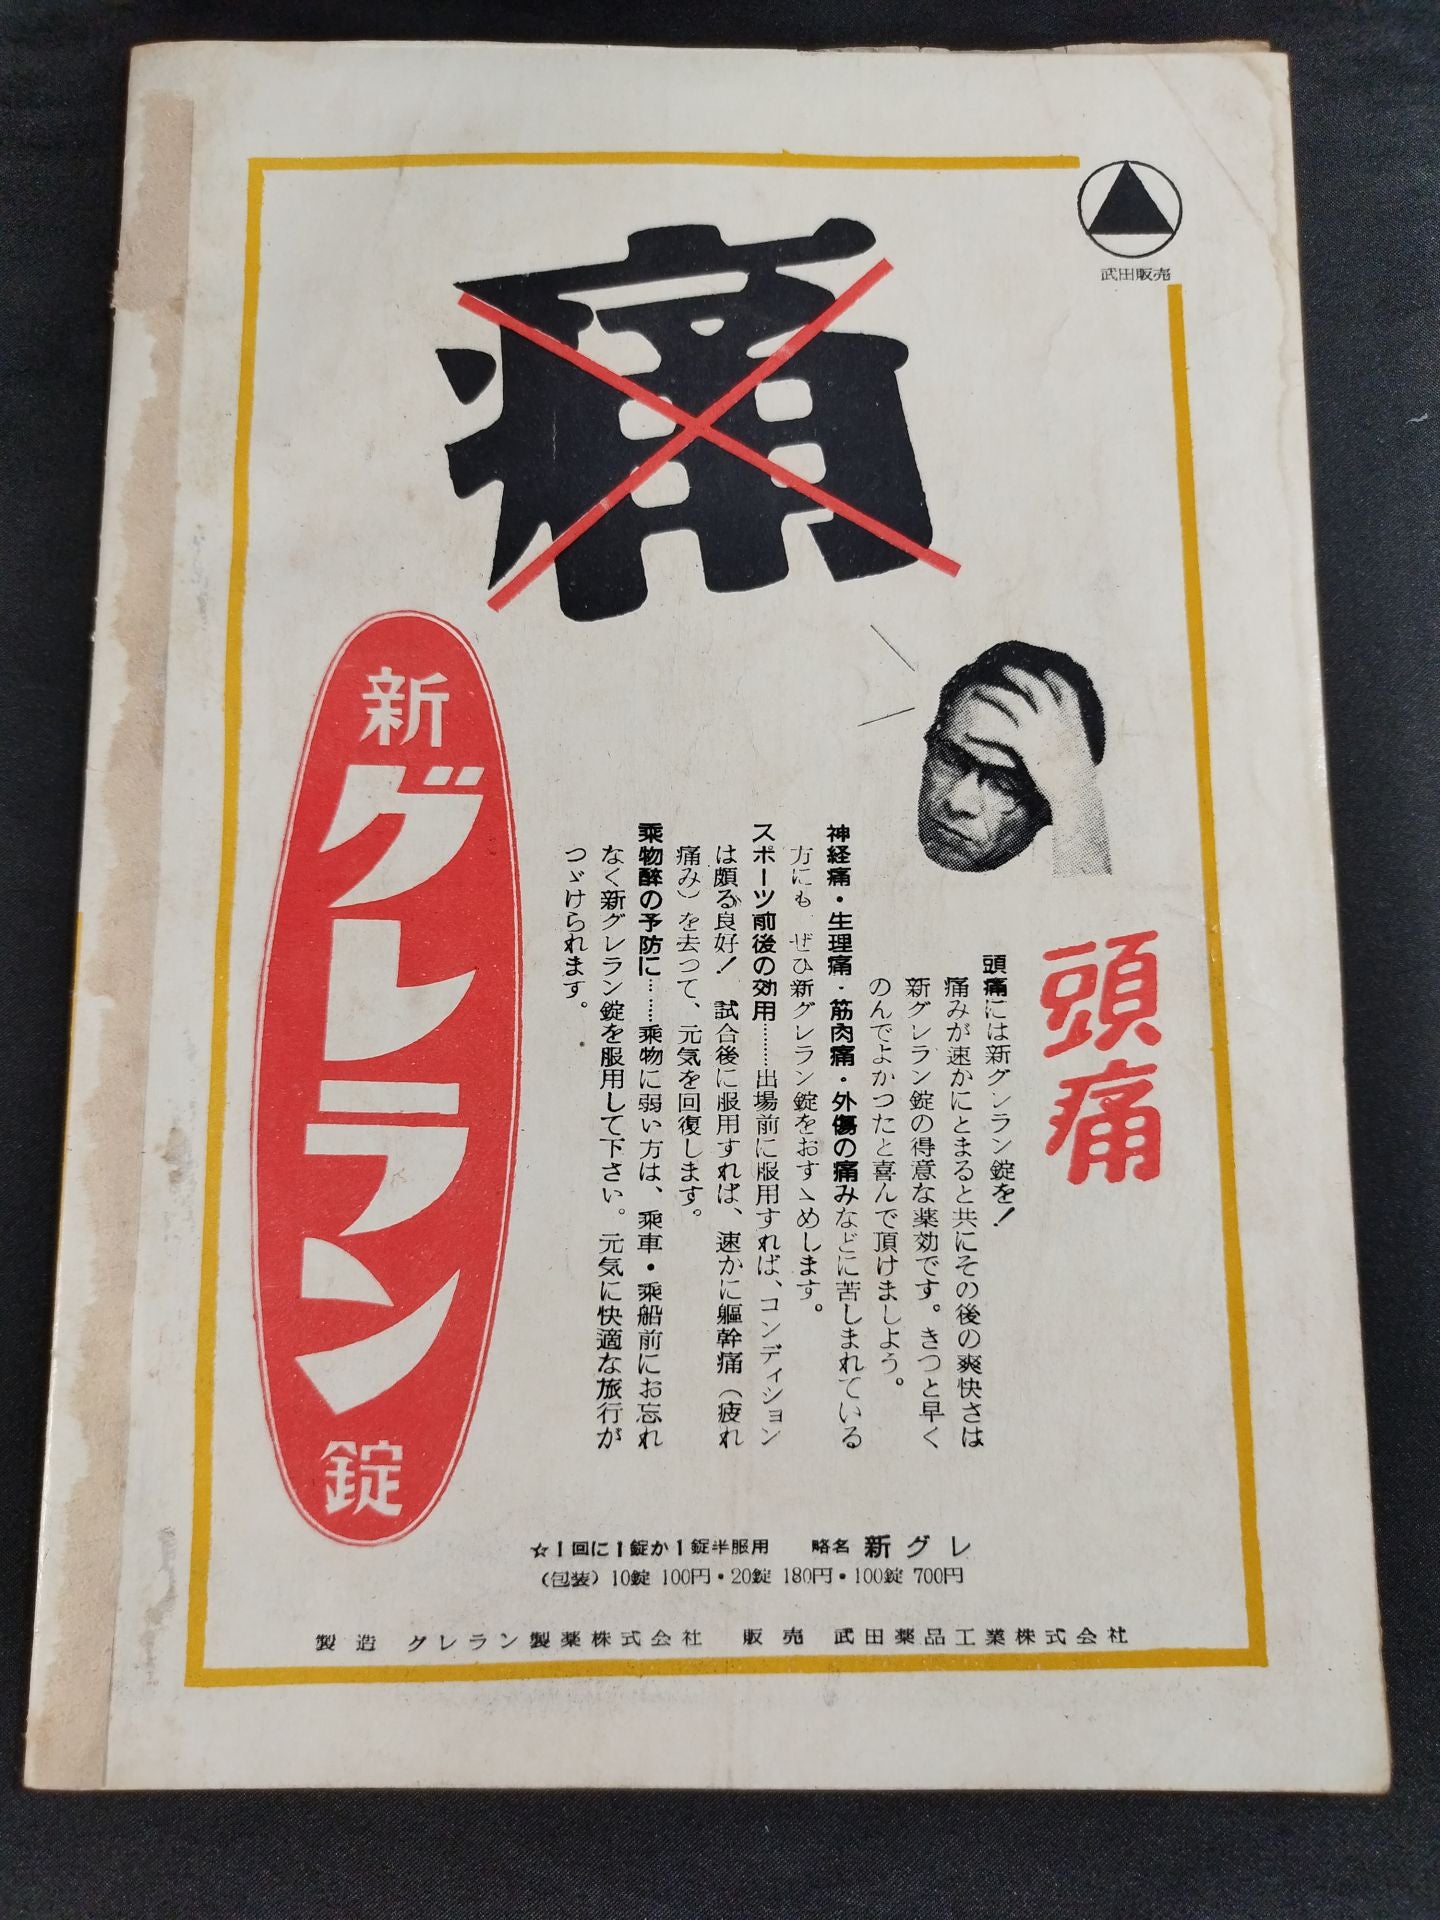 武田販売
痛
頭痛
頭痛には新グレラン錠を!
痛みが速かにとまると共にその後の爽快さは
新グレラン錠の得意な薬効です。きつと早く
のんでよかつたと喜んで頂けましよう。
神経痛・生理痛・筋肉痛・外傷の痛みなどに苦しまれている
方にも ぜひ新グレラン錠をおすゝめします。
スポーツ前後の効用………出場前に服用すれば、コンディション
は頗る良好! 試合後に服用すれば、速かに軀幹痛(疲れ
痛み)を去つて、元気を回復します。
乗物酔の予防に………乗物に弱い方は、乗車・乗船前にお忘れ
なく新グレラン錠を服用して下さい。元気に快適な旅行が
つゞけられます。
新グレラン錠
☆1回に1錠か1錠半服用 略名 新グレ
(包装)10錠 100円・20錠 180円・100錠 700円
製造 グレラン製薬株式会社 販売 武田薬品工業株式会社